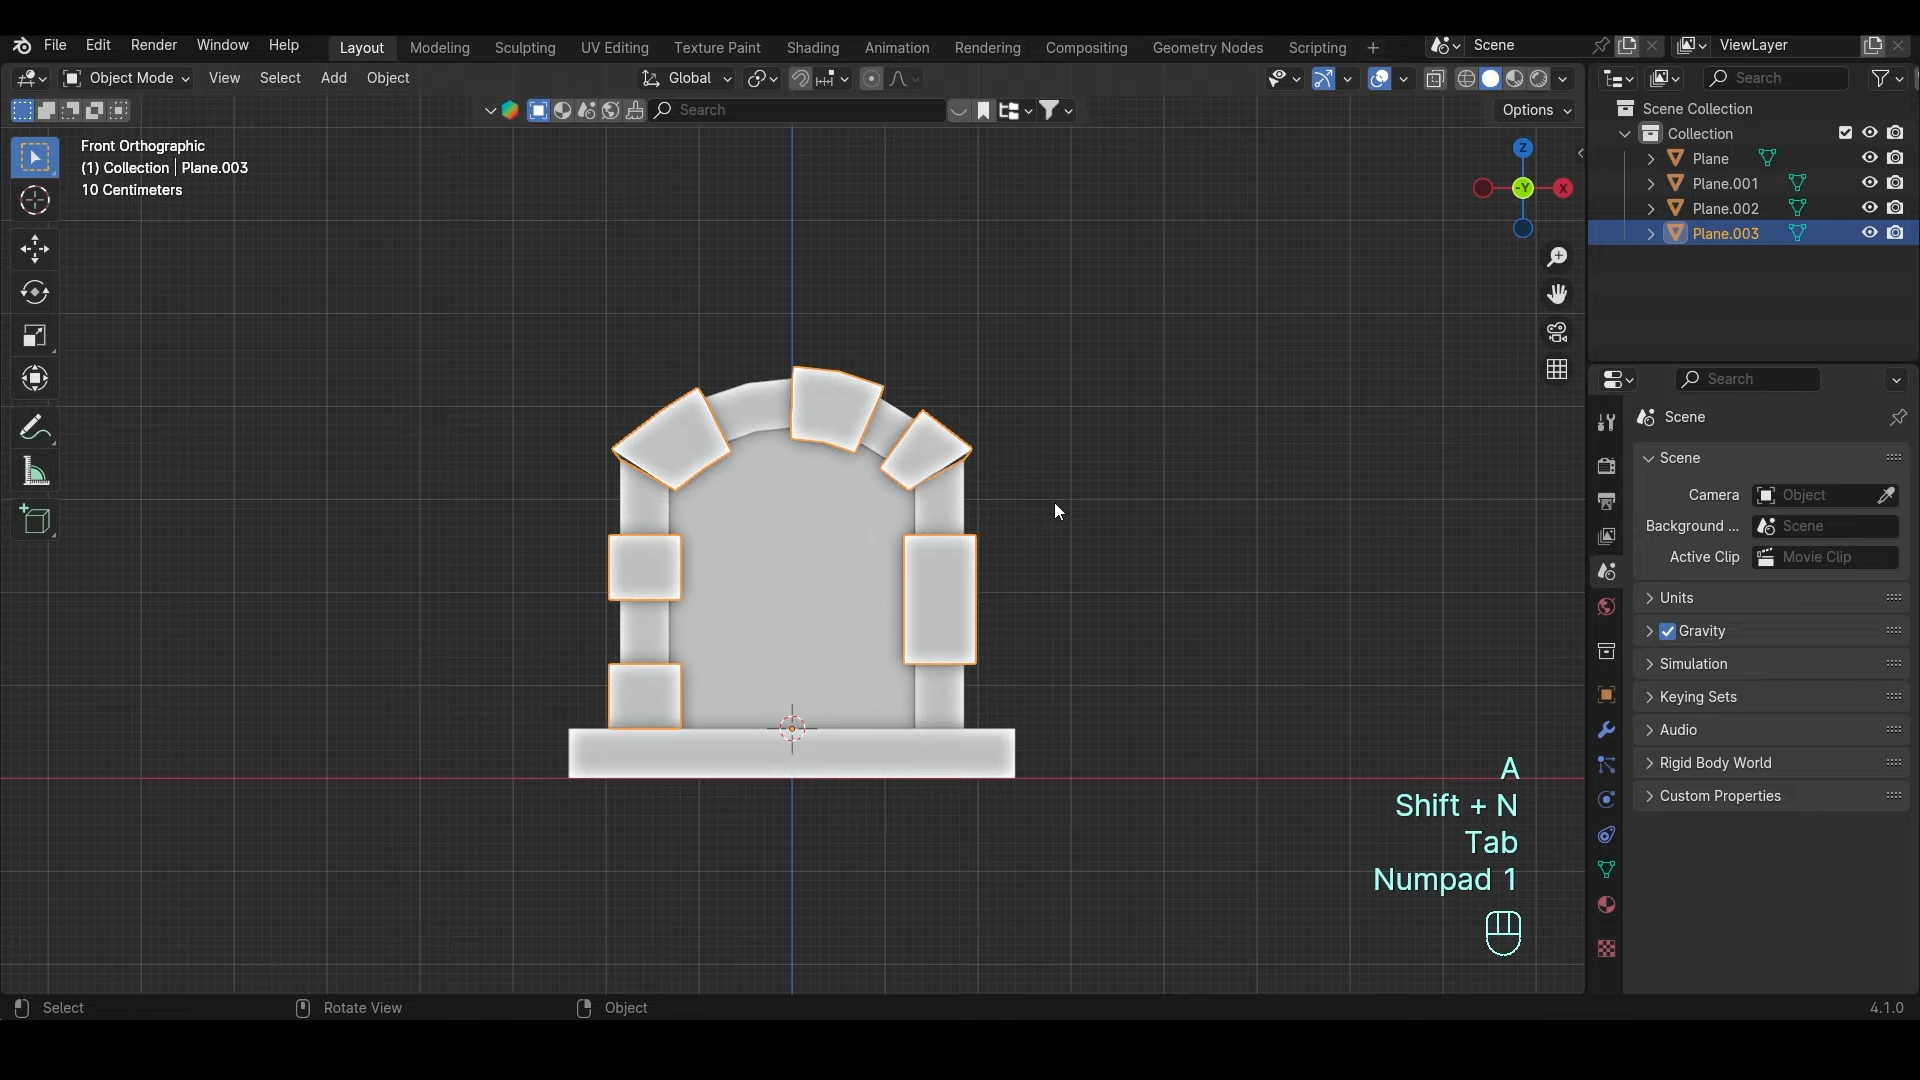 File Edit Render Window Help Layout Modeling Sculpting UV Editing Texture Paint Shading Animation Rendering Compositing Geometry Nodes Scripting + Scene ViewLayer
Object Mode View Select Add Object Global Search
Search Options
Scene Collection
Collection
Plane
Plane.001
Plane.002
Plane.003
Front Orthographic
(1) Collection | Plane.003
10 Centimeters
Z
-Y
X
Search
Scene
Scene
Camera Object
Background ... Scene
Active Clip Movie Clip
Units
Gravity
Simulation
Keying Sets
Audio
Rigid Body World
Custom Properties
A
Shift + N
Tab
Numpad 1
Select Rotate View Object 4.1.0